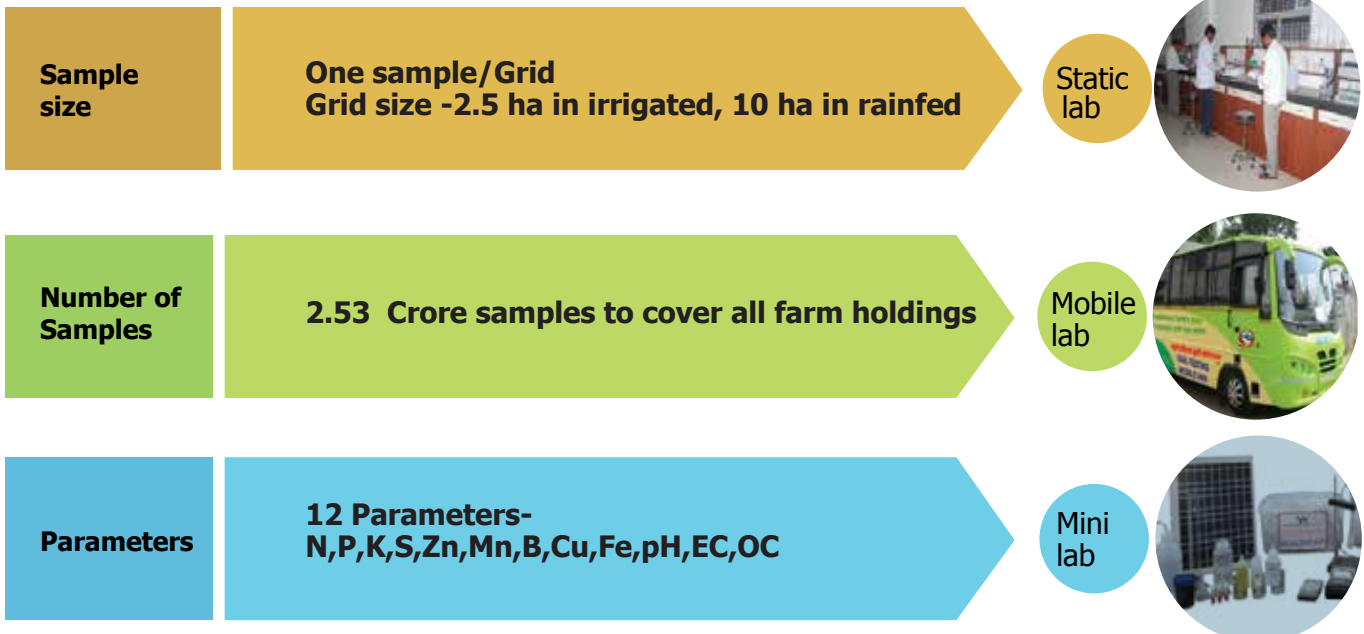 Sample
size
One sample/Grid
Grid size -2.5 ha in irrigated, 10 ha in rainfed
Static
lab
Number of
Samples
2.53 Crore samples to cover all farm holdings
Mobile
lab
Parameters
12 Parameters-
N,P,K,S,Zn,Mn,B,Cu,Fe,pH,EC,OC
Mini
lab